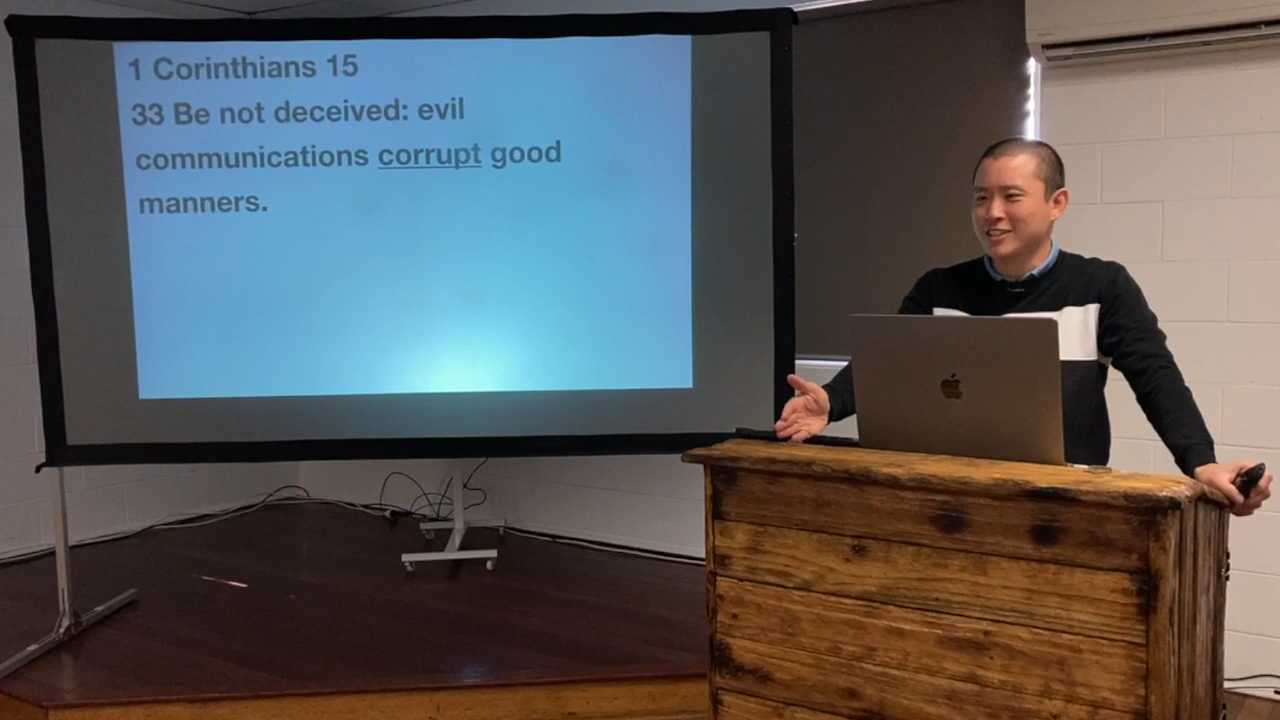 1 Corinthians 15
33 Be not deceived: evil
communications corrupt good
manners.